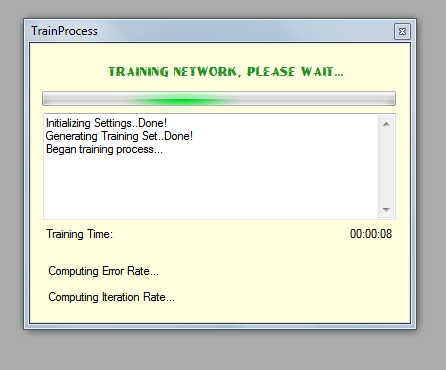 TrainProcess
TRAINING NETWORK, PLEASE WAIT...
Initializing Settings..Done!
Generating Training Set..Done!
Began training process...
Training Time: 00:00:08
Computing Error Rate...
Computing Iteration Rate...